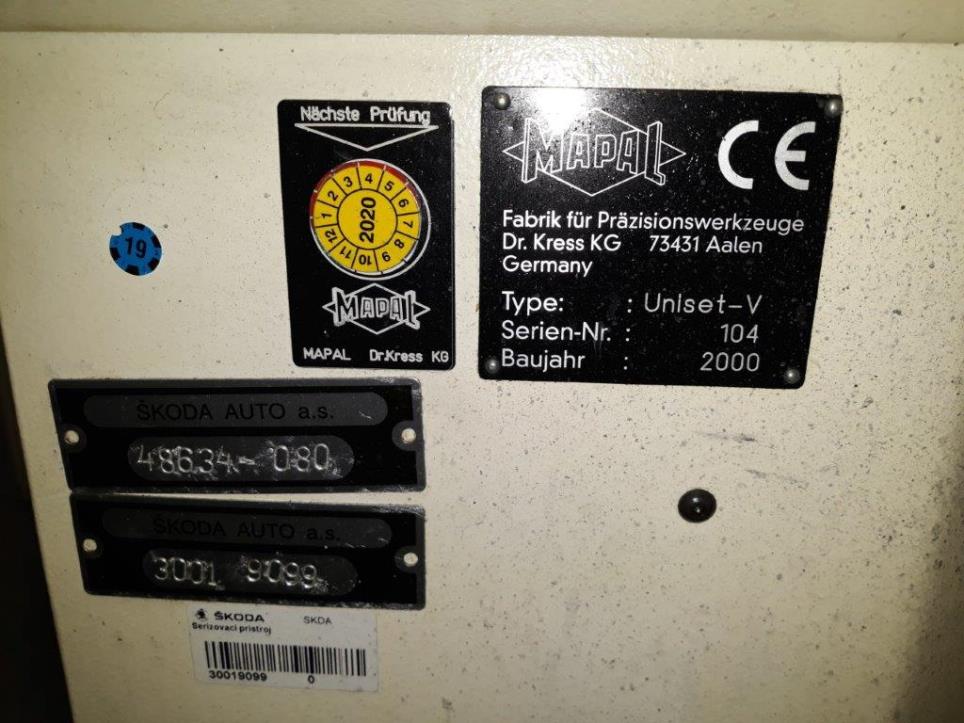 Nächste Prüfung
1 2 3 4 5 6 7 8 9 10 11 12
2020
MAPAL
MAPAL Dr.Kress KG
MAPAL CE
Fabrik für Präzisionswerkzeuge
Dr. Kress KG 73431 Aalen
Germany
Type: : Uniset-V
Serien-Nr. : 104
Baujahr : 2000
19
ŠKODA AUTO a.s.
48634-080
ŠKODA AUTO a.s.
3001 9099
ŠKODA SKDA
Serizovaci pristroj
30019099 0